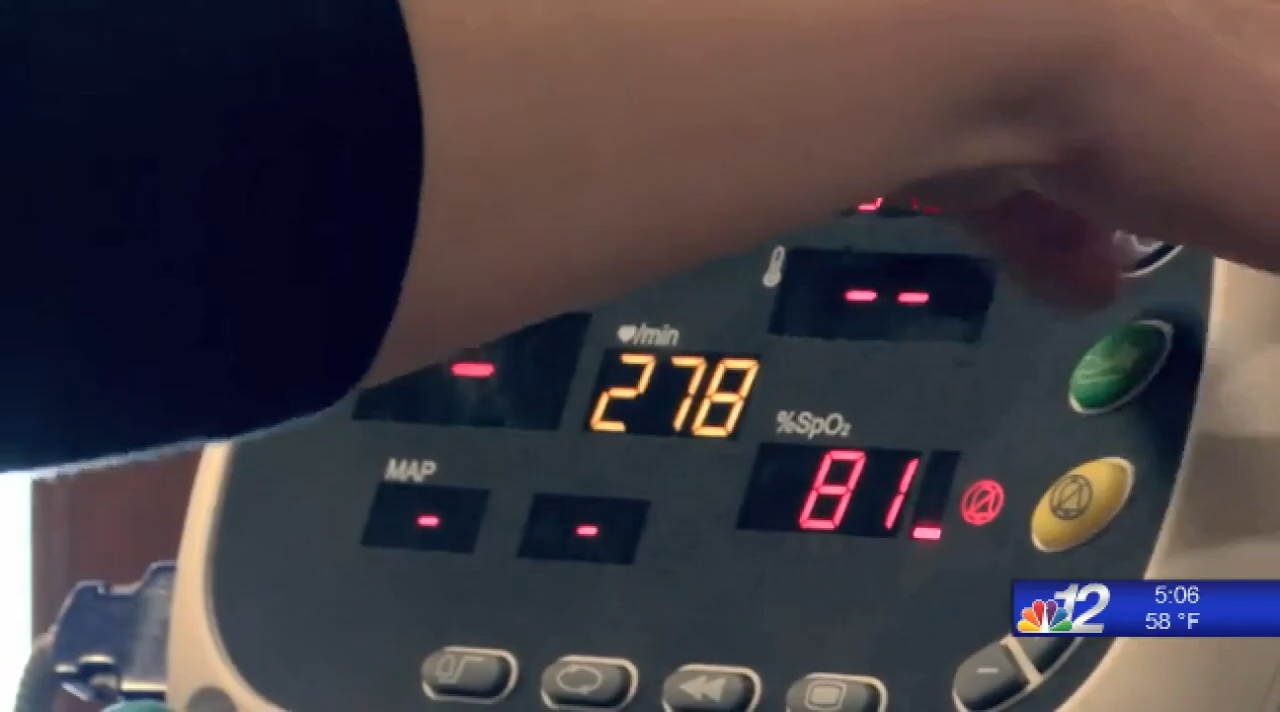 --
♥/min
-
278
%SpO₂
MAP
81
-
-
12
5:06
58 °F
-